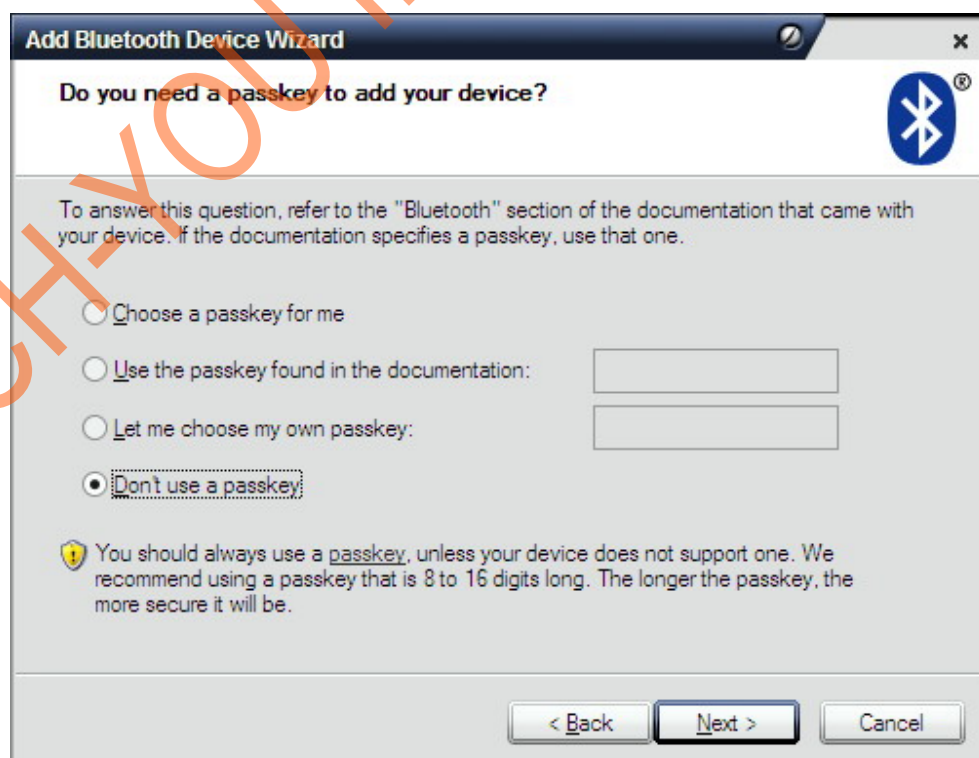 Add Bluetooth Device Wizard
Do you need a passkey to add your device?
®
To answer this question, refer to the "Bluetooth" section of the documentation that came with
your device. If the documentation specifies a passkey, use that one.
Choose a passkey for me
Use the passkey found in the documentation:
Let me choose my own passkey:
Don't use a passkey
You should always use a passkey, unless your device does not support one. We
recommend using a passkey that is 8 to 16 digits long. The longer the passkey, the
more secure it will be.
< Back
Next >
Cancel
CH-YOU